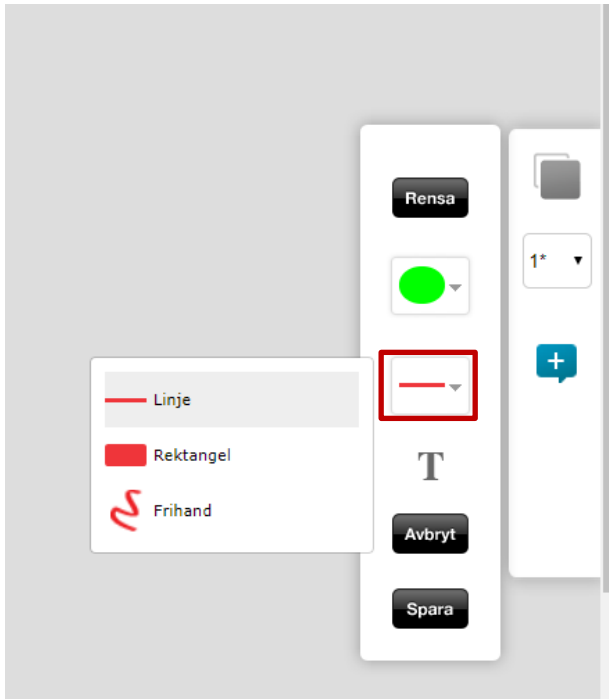 Rensa
1*
Linje
Rektangel
Frihand
T
Avbryt
Spara